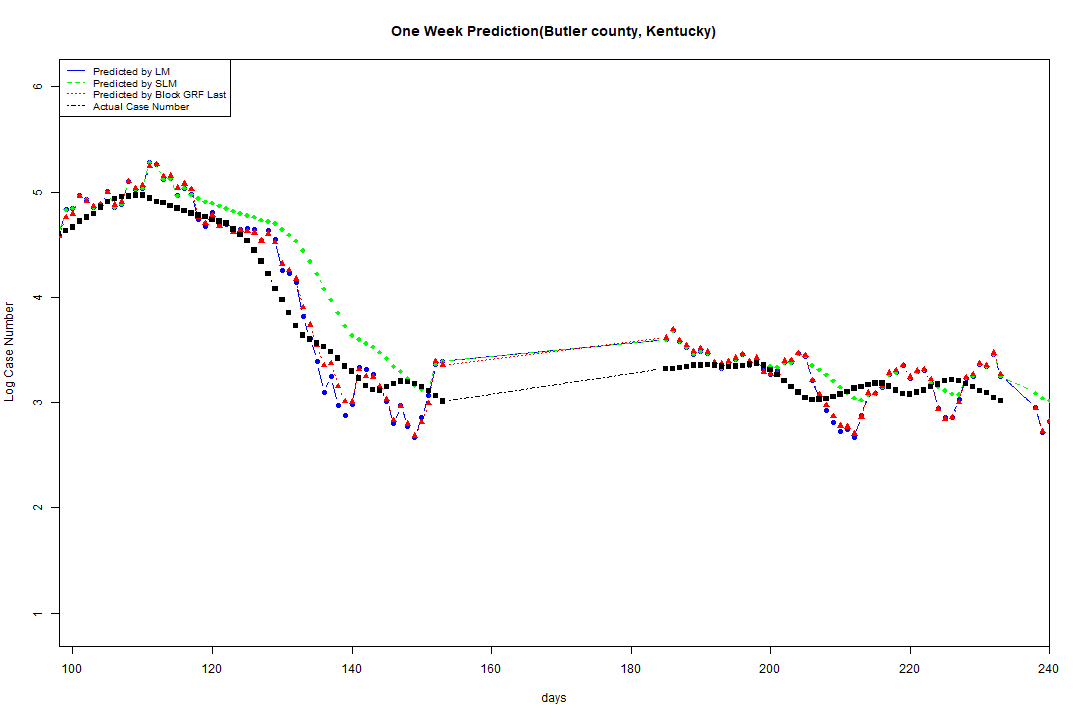 One Week Prediction(Butler county, Kentucky)
Predicted by LM
Predicted by SLM
Predicted by Block GRF Last
Actual Case Number
6
5
4
3
2
1
Log Case Number
100 120 140 160 180 200 220 240
days